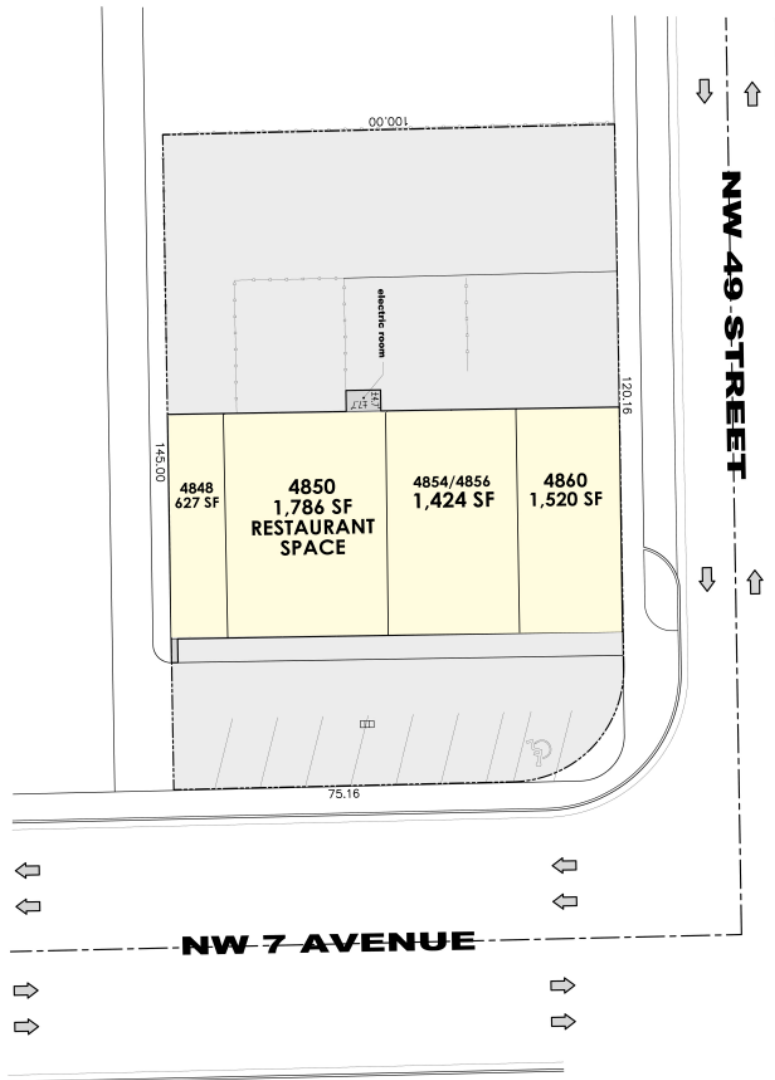 100.00
NW 49 STREET
electric room
120.16
145.00
4848
627 SF
4850
1,786 SF
RESTAURANT
SPACE
4854/4856
1,424 SF
4860
1,520 SF
75.16
NW 7 AVENUE